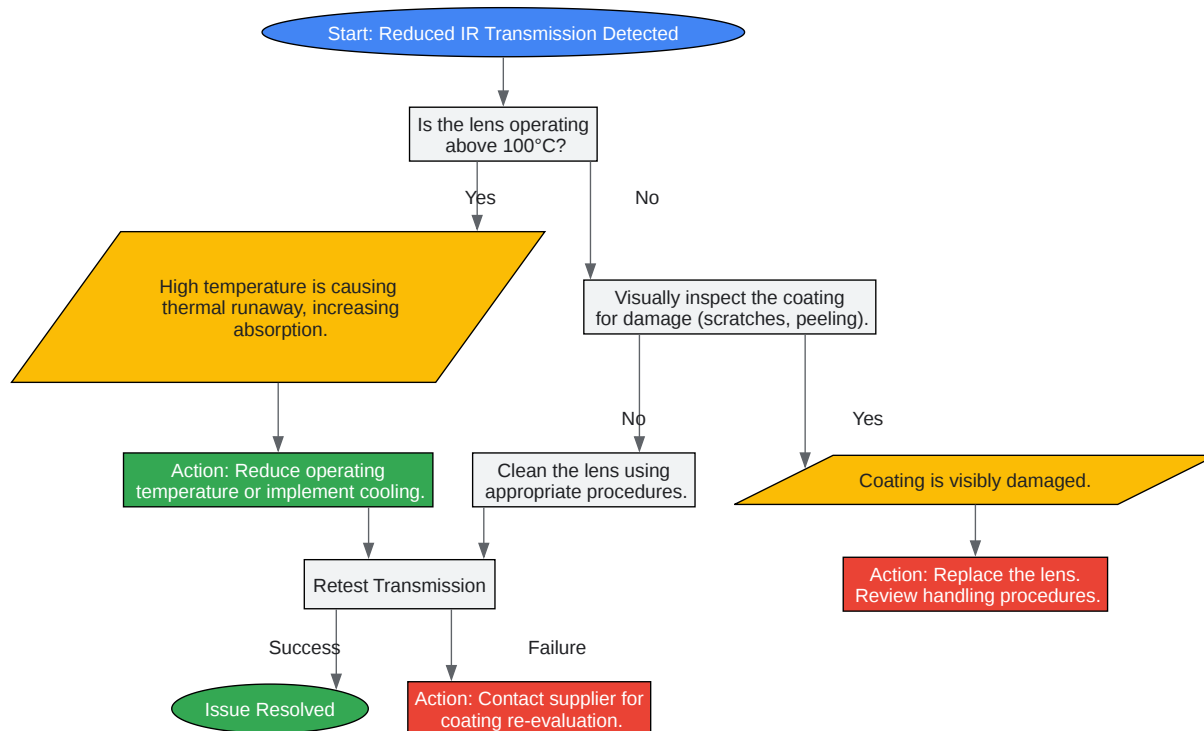 Start: Reduced IR Transmission Detected
Is the lens operating
above 100°C?
Yes
No
High temperature is causing
thermal runaway, increasing
absorption.
Visually inspect the coating
for damage (scratches, peeling).
No
Yes
Action: Reduce operating
temperature or implement cooling.
Clean the lens using
appropriate procedures.
Coating is visibly damaged.
Retest Transmission
Action: Replace the lens.
Review handling procedures.
Success
Failure
Issue Resolved
Action: Contact supplier for
coating re-evaluation.